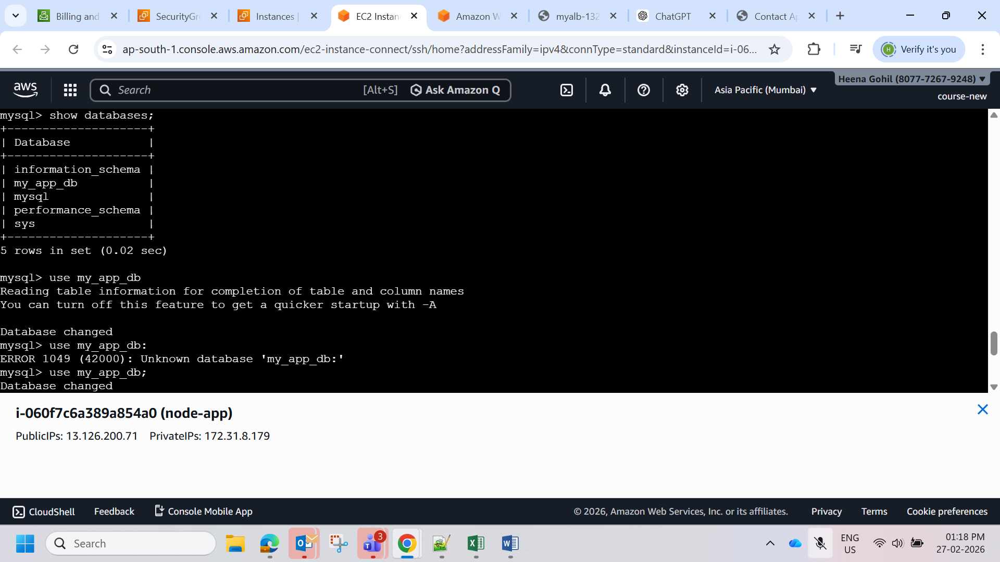 Billing and
SecurityGr
Instances |
EC2 Instan
Amazon W
myalb-132
ChatGPT
Contact Ap
ap-south-1.console.aws.amazon.com/ec2-instance-connect/ssh/home?addressFamily=ipv4&connType=standard&instanceId=i-06...
H
Verify it's you
aws
Search
[Alt+S]
Ask Amazon Q
Asia Pacific (Mumbai) ▼
Heena Gohil (8077-7267-9248) ▼
course-new
mysql> show databases;
+--------------------+
| Database           |
+--------------------+
| information_schema |
| my_app_db          |
| mysql              |
| performance_schema |
| sys                |
+--------------------+
5 rows in set (0.02 sec)
mysql> use my_app_db
Reading table information for completion of table and column names
You can turn off this feature to get a quicker startup with -A
Database changed
mysql> use my_app_db:
ERROR 1049 (42000): Unknown database 'my_app_db:'
mysql> use my_app_db;
Database changed
i-060f7c6a389a854a0 (node-app)
PublicIPs: 13.126.200.71 PrivateIPs: 172.31.8.179
CloudShell
Feedback
Console Mobile App
© 2026, Amazon Web Services, Inc. or its affiliates.
Privacy
Terms
Cookie preferences
Search
3
ENG
US
01:18 PM
27-02-2026